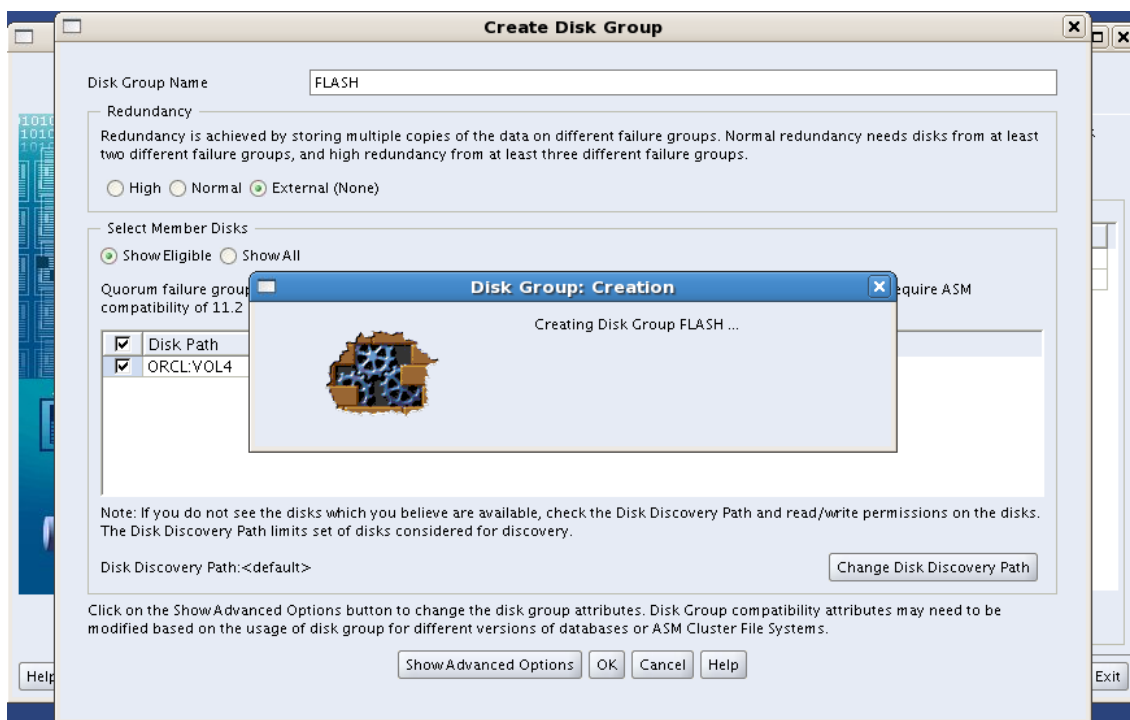 Create Disk Group
Disk Group Name FLASH
Redundancy
Redundancy is achieved by storing multiple copies of the data on different failure groups. Normal redundancy needs disks from at least
two different failure groups, and high redundancy from at least three different failure groups.
High Normal External (None)
Select Member Disks
Show Eligible Show All
Quorum failure group
equire ASM
compatibility of 11.2
Disk Group: Creation
Creating Disk Group FLASH ...
Disk Path
ORCL:VOL4
Note: If you do not see the disks which you believe are available, check the Disk Discovery Path and read/write permissions on the disks.
The Disk Discovery Path limits set of disks considered for discovery.
Disk Discovery Path:<default>
Change Disk Discovery Path
Click on the Show Advanced Options button to change the disk group attributes. Disk Group compatibility attributes may need to be
modified based on the usage of disk group for different versions of databases or ASM Cluster File Systems.
Show Advanced Options OK Cancel Help
Help
Exit